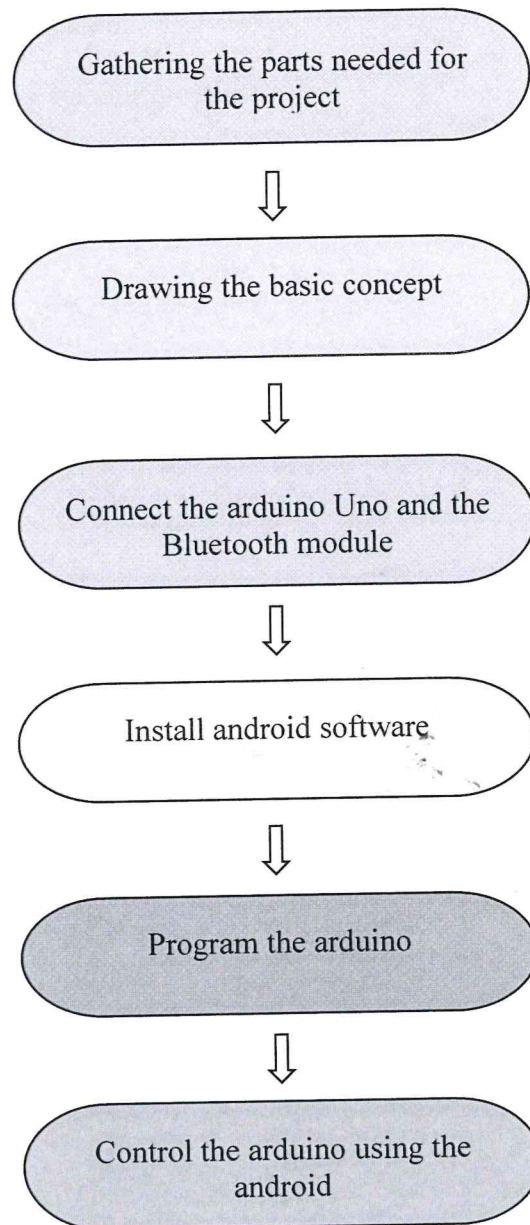 Gathering the parts needed for
the project
Drawing the basic concept
Connect the arduino Uno and the
Bluetooth module
Install android software
Program the arduino
Control the arduino using the
android